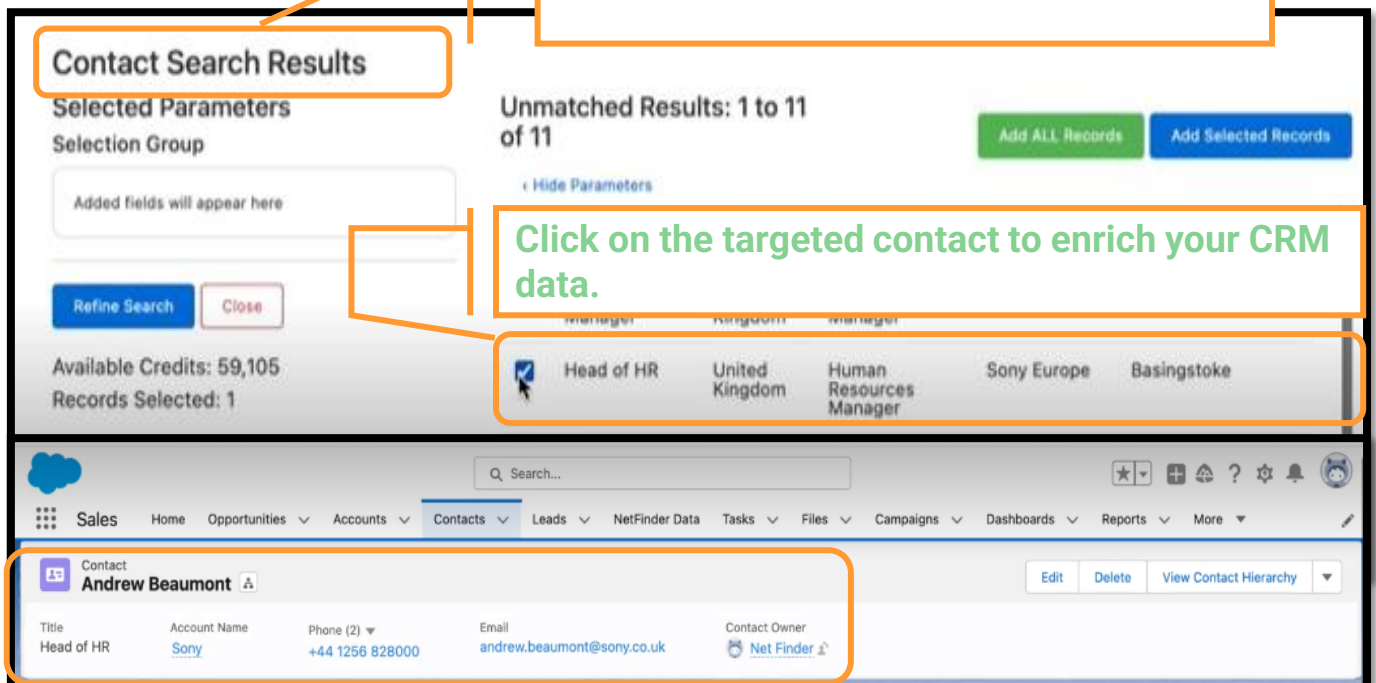 Contact Search Results
Selected Parameters
Selection Group
Added fields will appear here
Refine Search
Close
Available Credits: 59,105
Records Selected: 1
Unmatched Results: 1 to 11
of 11
Add ALL Records
Add Selected Records
‹ Hide Parameters
Click on the targeted contact to enrich your CRM
data.
Manager Kingdom Manager
Head of HR United Human Sony Europe Basingstoke
Kingdom Resources
Manager
Search...
Sales Home Opportunities Accounts Contacts Leads NetFinder Data Tasks Files Campaigns Dashboards Reports More
Contact
Andrew Beaumont
Edit Delete View Contact Hierarchy
Title Account Name Phone (2) Email Contact Owner
Head of HR Sony +44 1256 828000 andrew.beaumont@sony.co.uk Net Finder